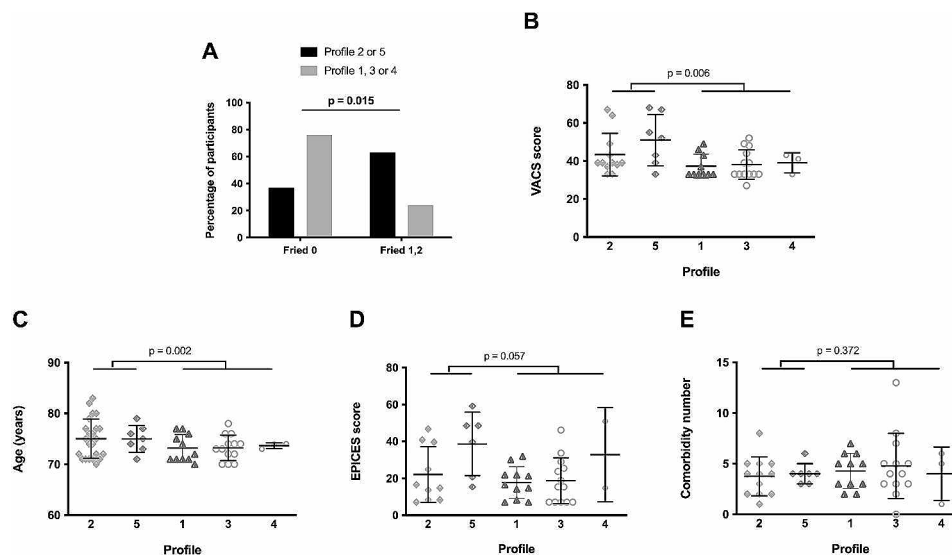 A
Profile 2 or 5
Profile 1, 3 or 4
p = 0.015
Percentage of participants
100
80
60
40
20
0
Fried 0 Fried 1,2
B
p = 0.006
VACS score
80
60
40
20
0
2 5 1 3 4
Profile
C
p = 0.002
Age (years)
90
80
70
60
2 5 1 3 4
Profile
D
p = 0.057
EPICES score
80
60
40
20
0
2 5 1 3 4
Profile
E
p = 0.372
Comorbidity number
15
10
5
0
2 5 1 3 4
Profile